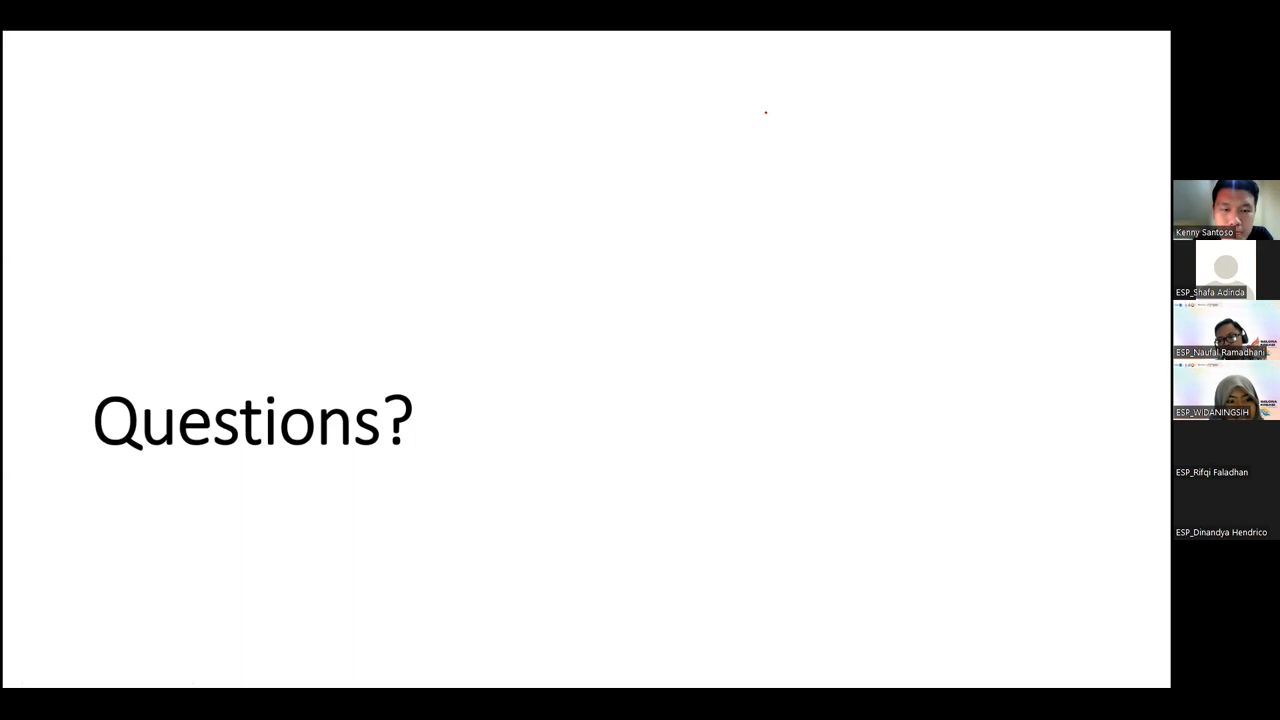 Questions?
Kenny Santoso
ESP_Shafa Adinda
ESP_Naufal Ramadhani
ESP_WIDANINGSIH
ESP_Rifqi Faladhan
ESP_Dinandya Hendrico